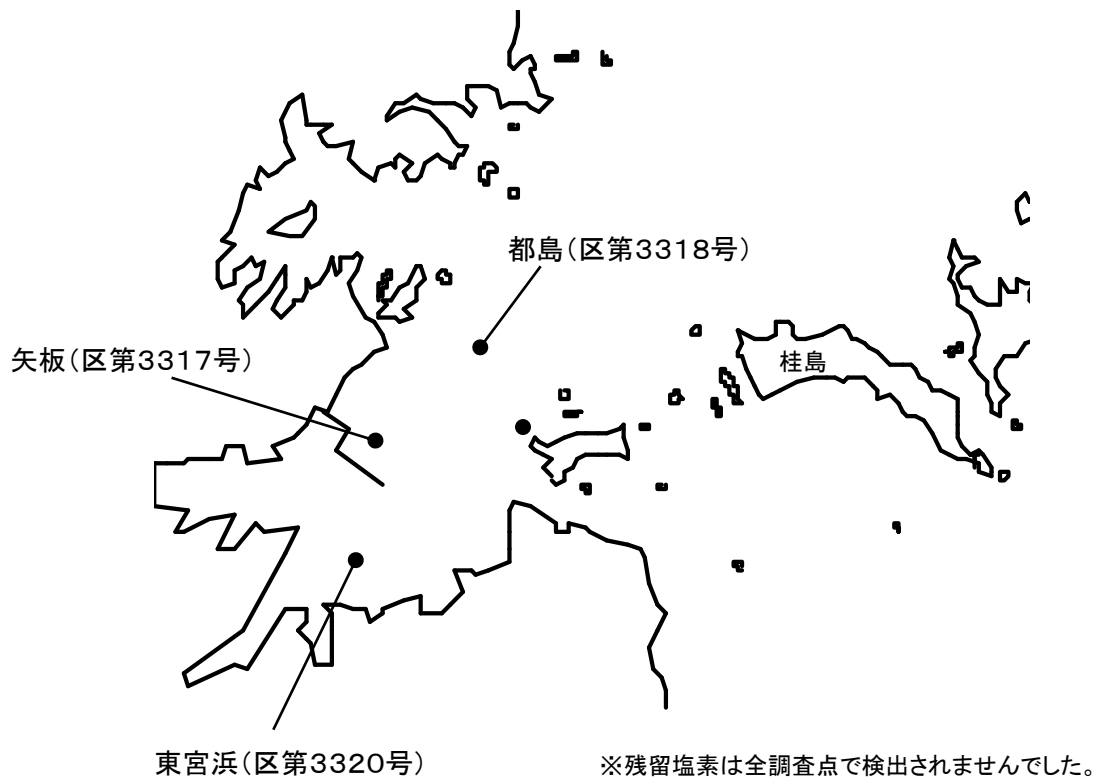 都島(区第3318号)
矢板(区第3317号)
桂島
東宮浜(区第3320号)
※残留塩素は全調査点で検出されませんでした。